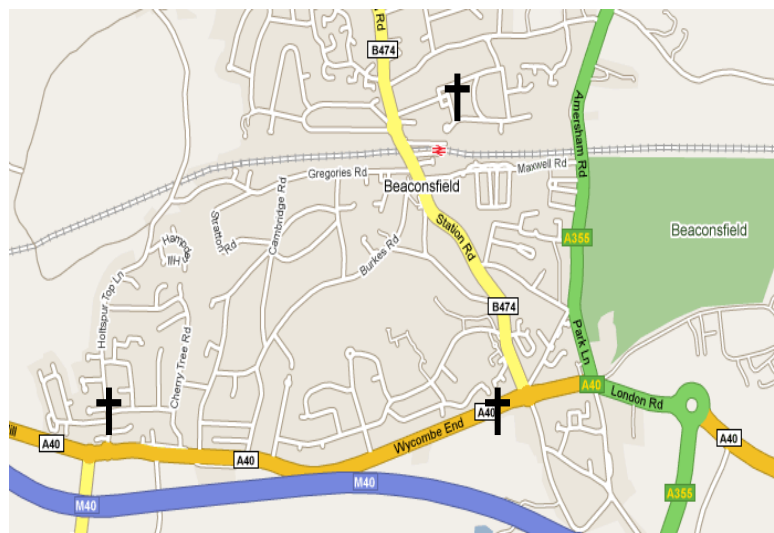 Rd
B474
Amersham Rd
Gregories Rd
Maxwell Rd
Beaconsfield
Stratton Rd
Cambridge Rd
Station Rd
A355
Beaconsfield
Hill
Burkes Rd
Holtspur Top Ln
B474
Cherry Tree Rd
Park Ln
A40
London Rd
A40
A40
Wycombe End
A40
A40
M40
M40
A355